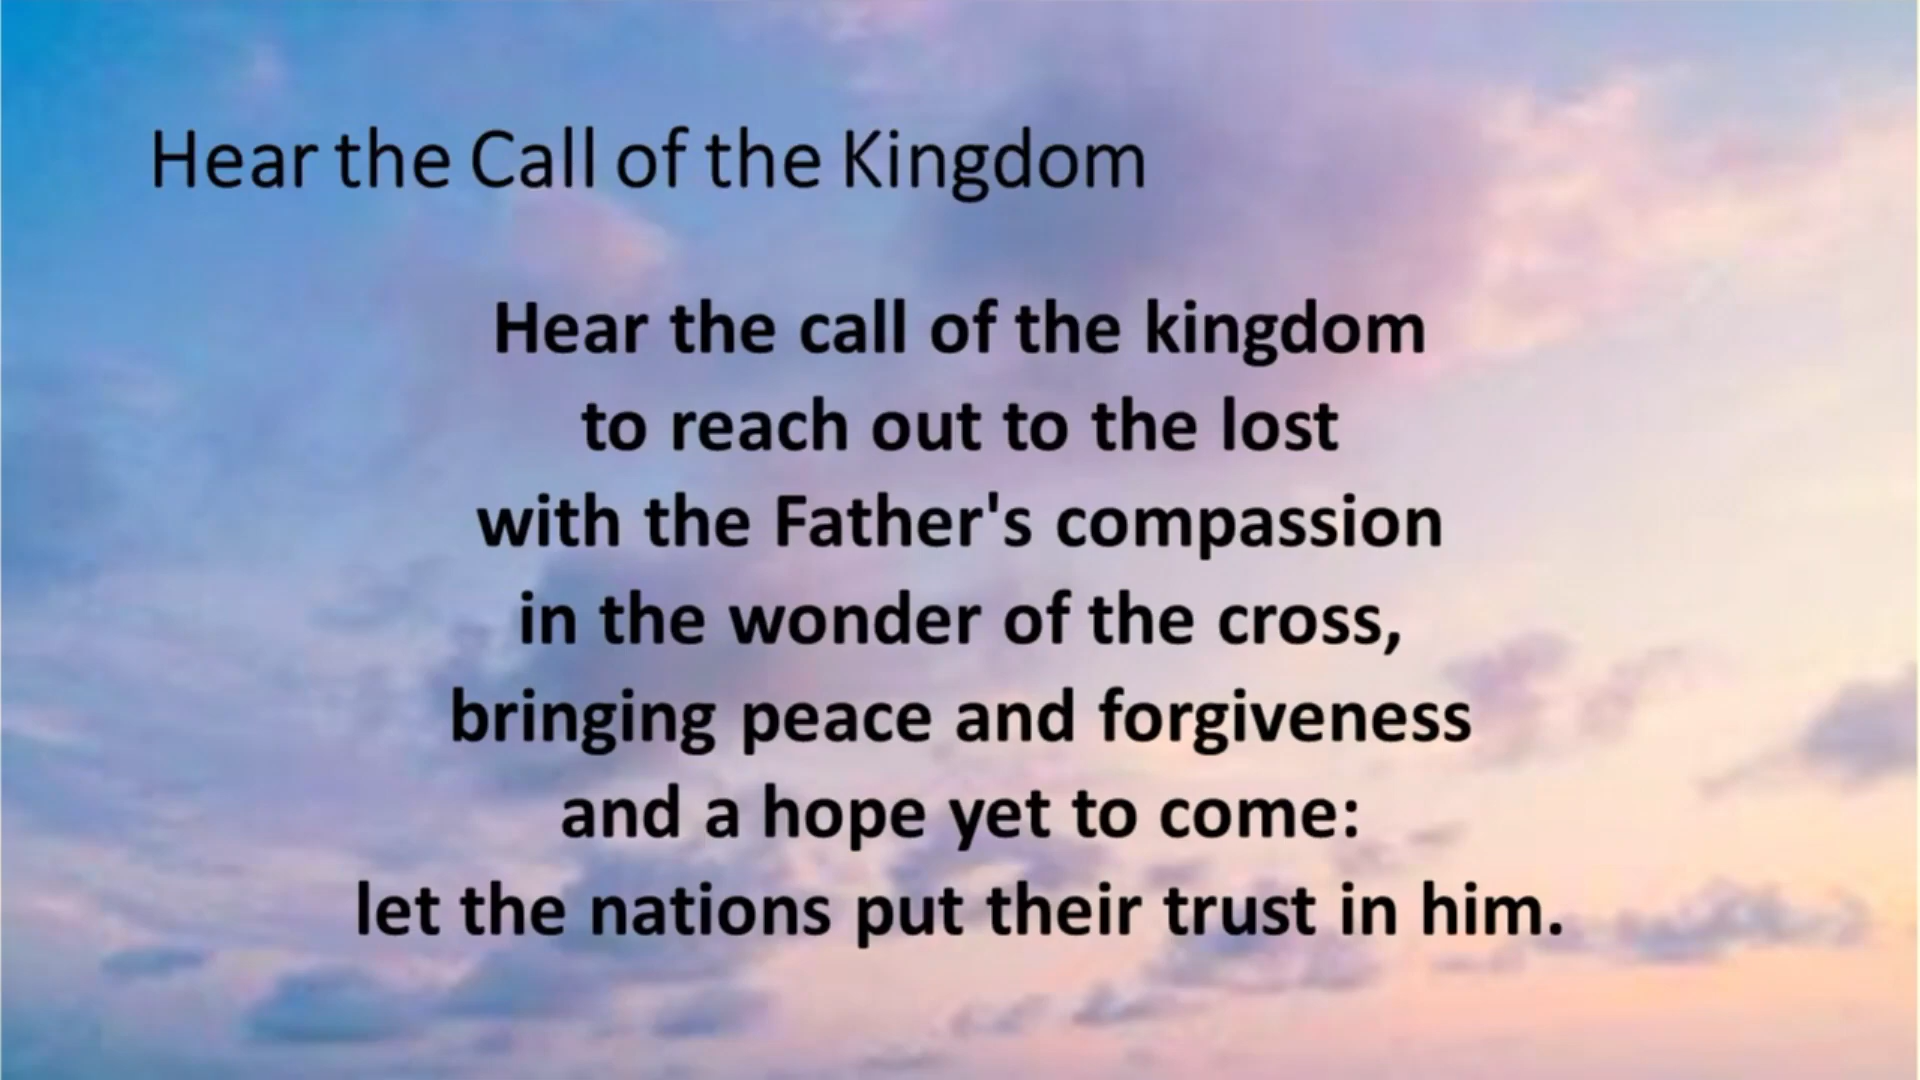 Hear the Call of the Kingdom
Hear the call of the kingdom
to reach out to the lost
with the Father's compassion
in the wonder of the cross,
bringing peace and forgiveness
and a hope yet to come:
let the nations put their trust in him.